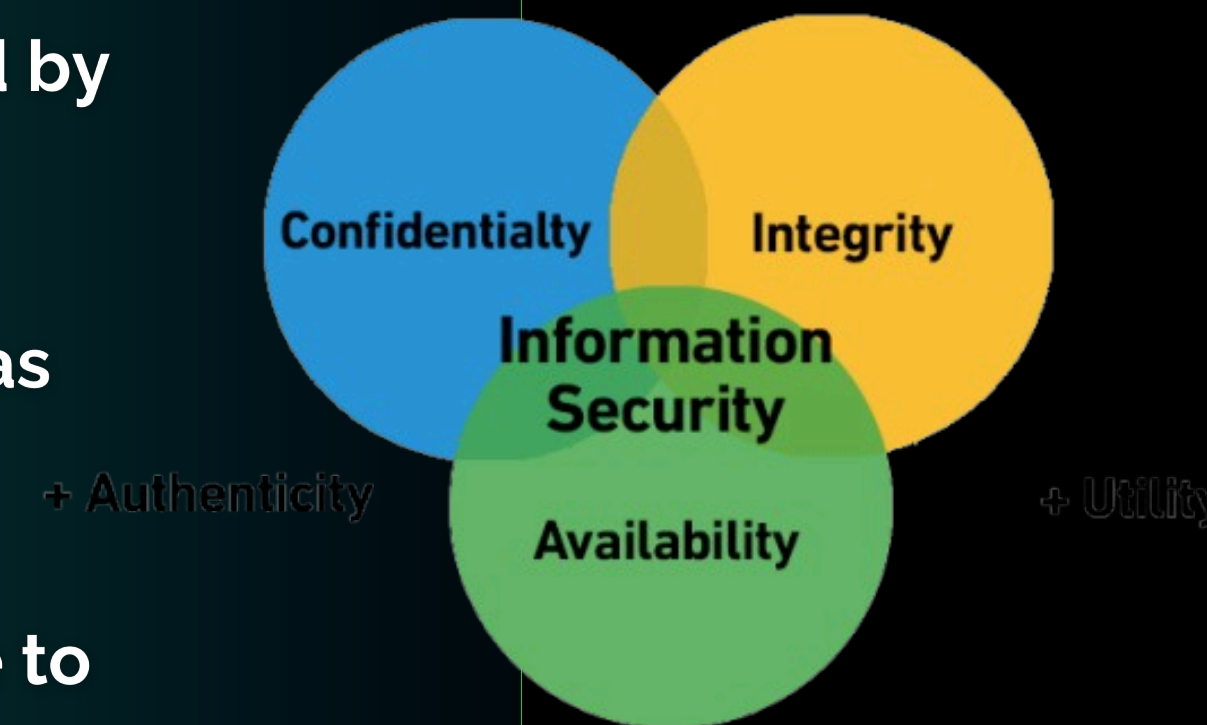 d by
as
e to
Confidentialty
Integrity
Information
Security
Availability
+ Authenticity
+ Utility